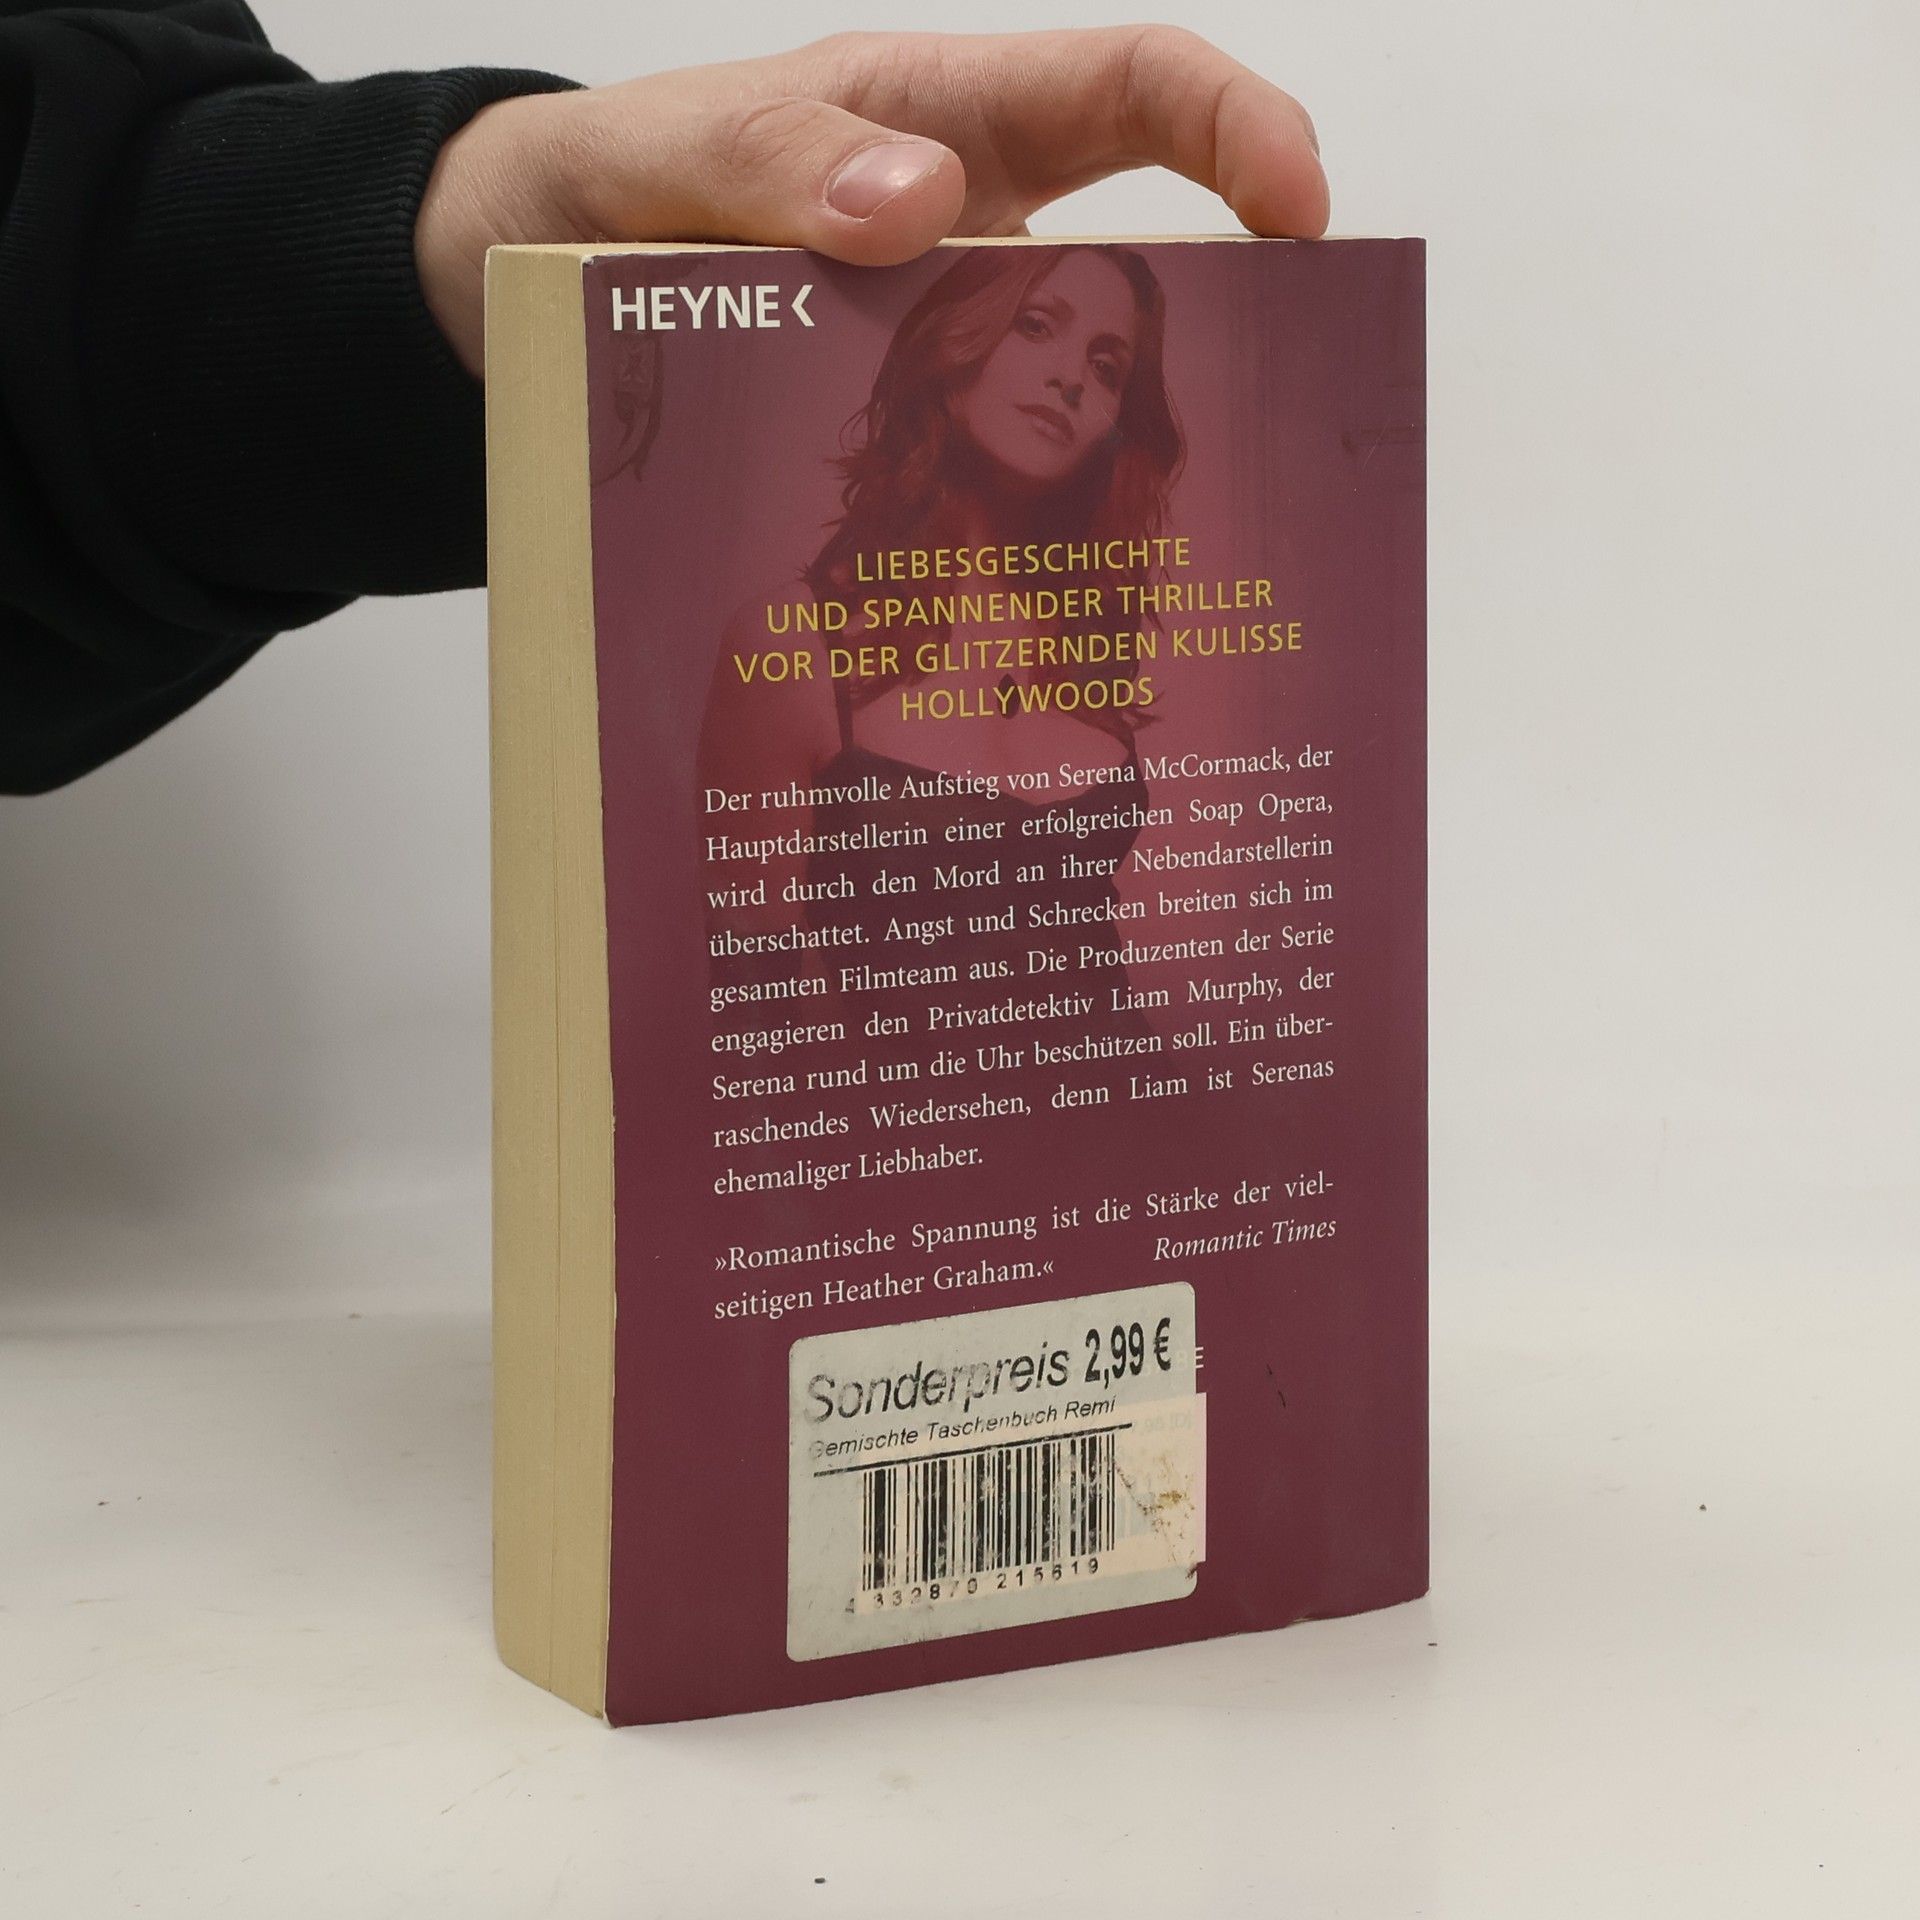 HEYNE <
LIEBESGESCHICHTE
UND SPANNENDER THRILLER
VOR DER GLITZERNDEN KULISSE
HOLLYWOODS
Der ruhmvolle Aufstieg von Serena McCormack, der
Hauptdarstellerin einer erfolgreichen Soap Opera,
wird durch den Mord an ihrer Nebendarstellerin
überschattet. Angst und Schrecken breiten sich im
gesamten Filmteam aus. Die Produzenten der Serie
engagieren den Privatdetektiv Liam Murphy, der
Serena rund um die Uhr beschützen soll. Ein über-
raschendes Wiedersehen, denn Liam ist Serenas
ehemaliger Liebhaber.
»Romantische Spannung ist die Stärke der viel-
seitigen Heather Graham.« Romantic Times
Sonderpreis 2,99 €
Gemischte Taschenbuch Remi
215619